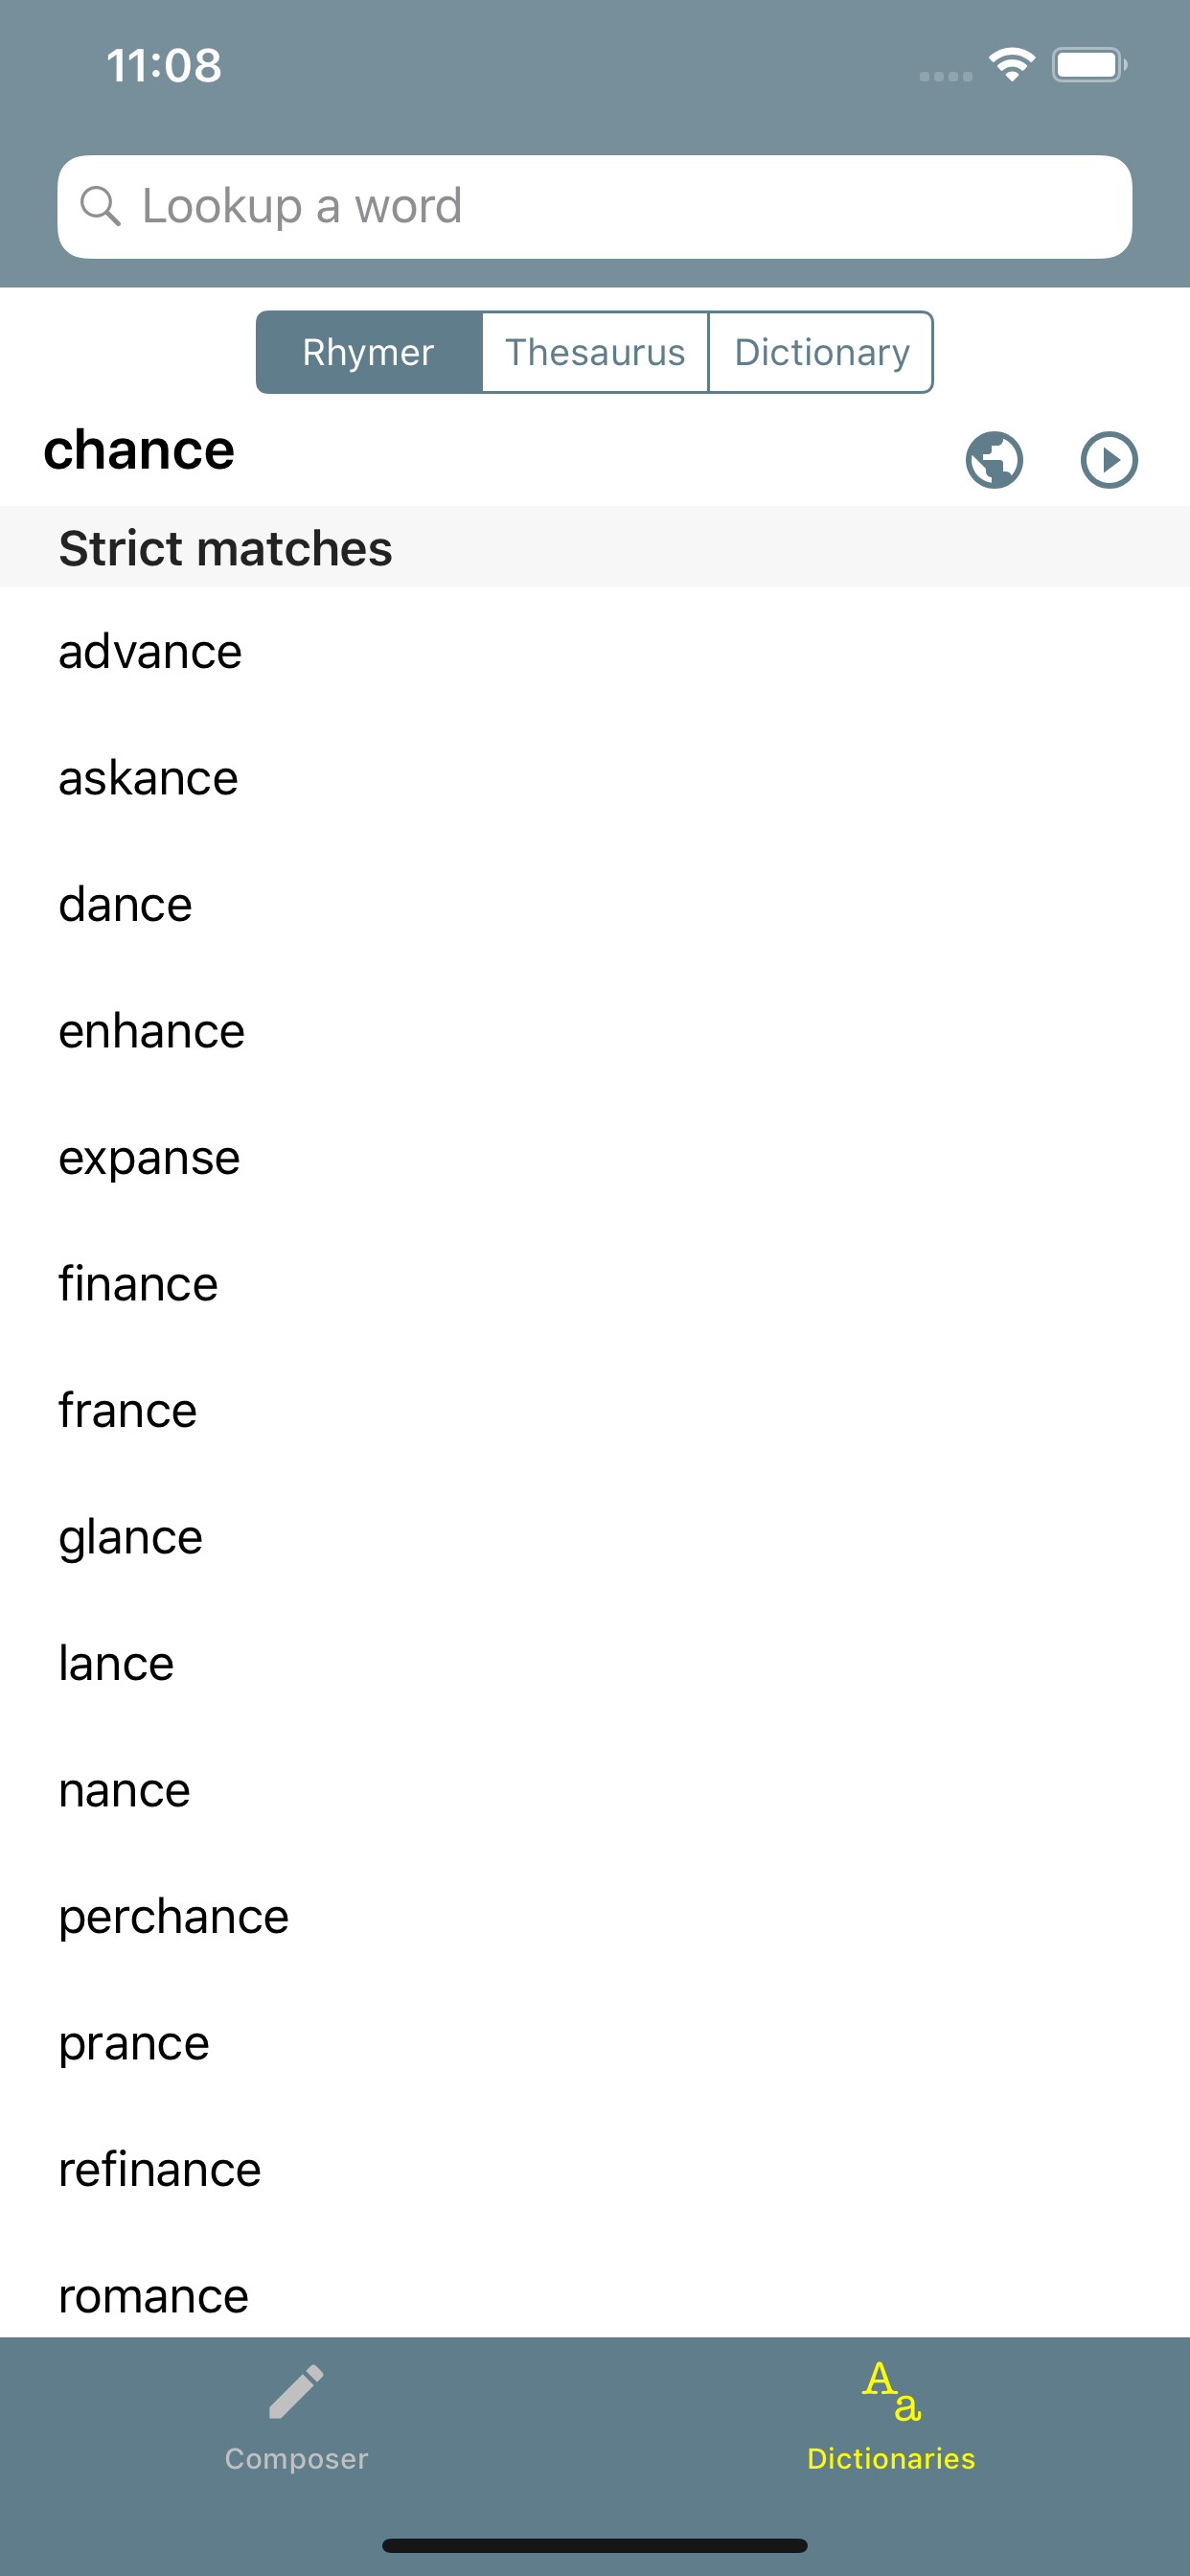 11:08
Lookup a word
Rhymer Thesaurus Dictionary
chance
Strict matches
advance
askance
dance
enhance
expanse
finance
france
glance
lance
nance
perchance
prance
refinance
romance
Aa
Composer Dictionaries